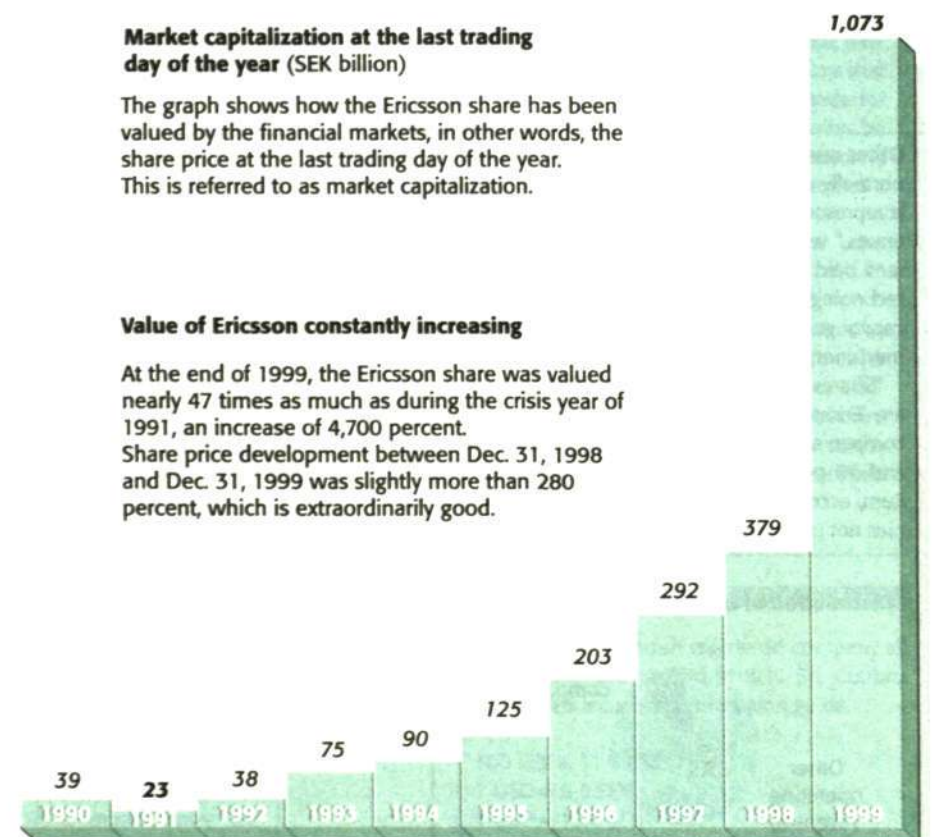 Market capitalization at the last trading
day of the year (SEK billion)
The graph shows how the Ericsson share has been
valued by the financial markets, in other words, the
share price at the last trading day of the year.
This is referred to as market capitalization.
Value of Ericsson constantly increasing
At the end of 1999, the Ericsson share was valued
nearly 47 times as much as during the crisis year of
1991, an increase of 4,700 percent.
Share price development between Dec. 31, 1998
and Dec. 31, 1999 was slightly more than 280
percent, which is extraordinarily good.
39
23
38
75
90
125
203
292
379
1,073
1990
1991
1992
1993
1994
1995
1996
1997
1998
1999